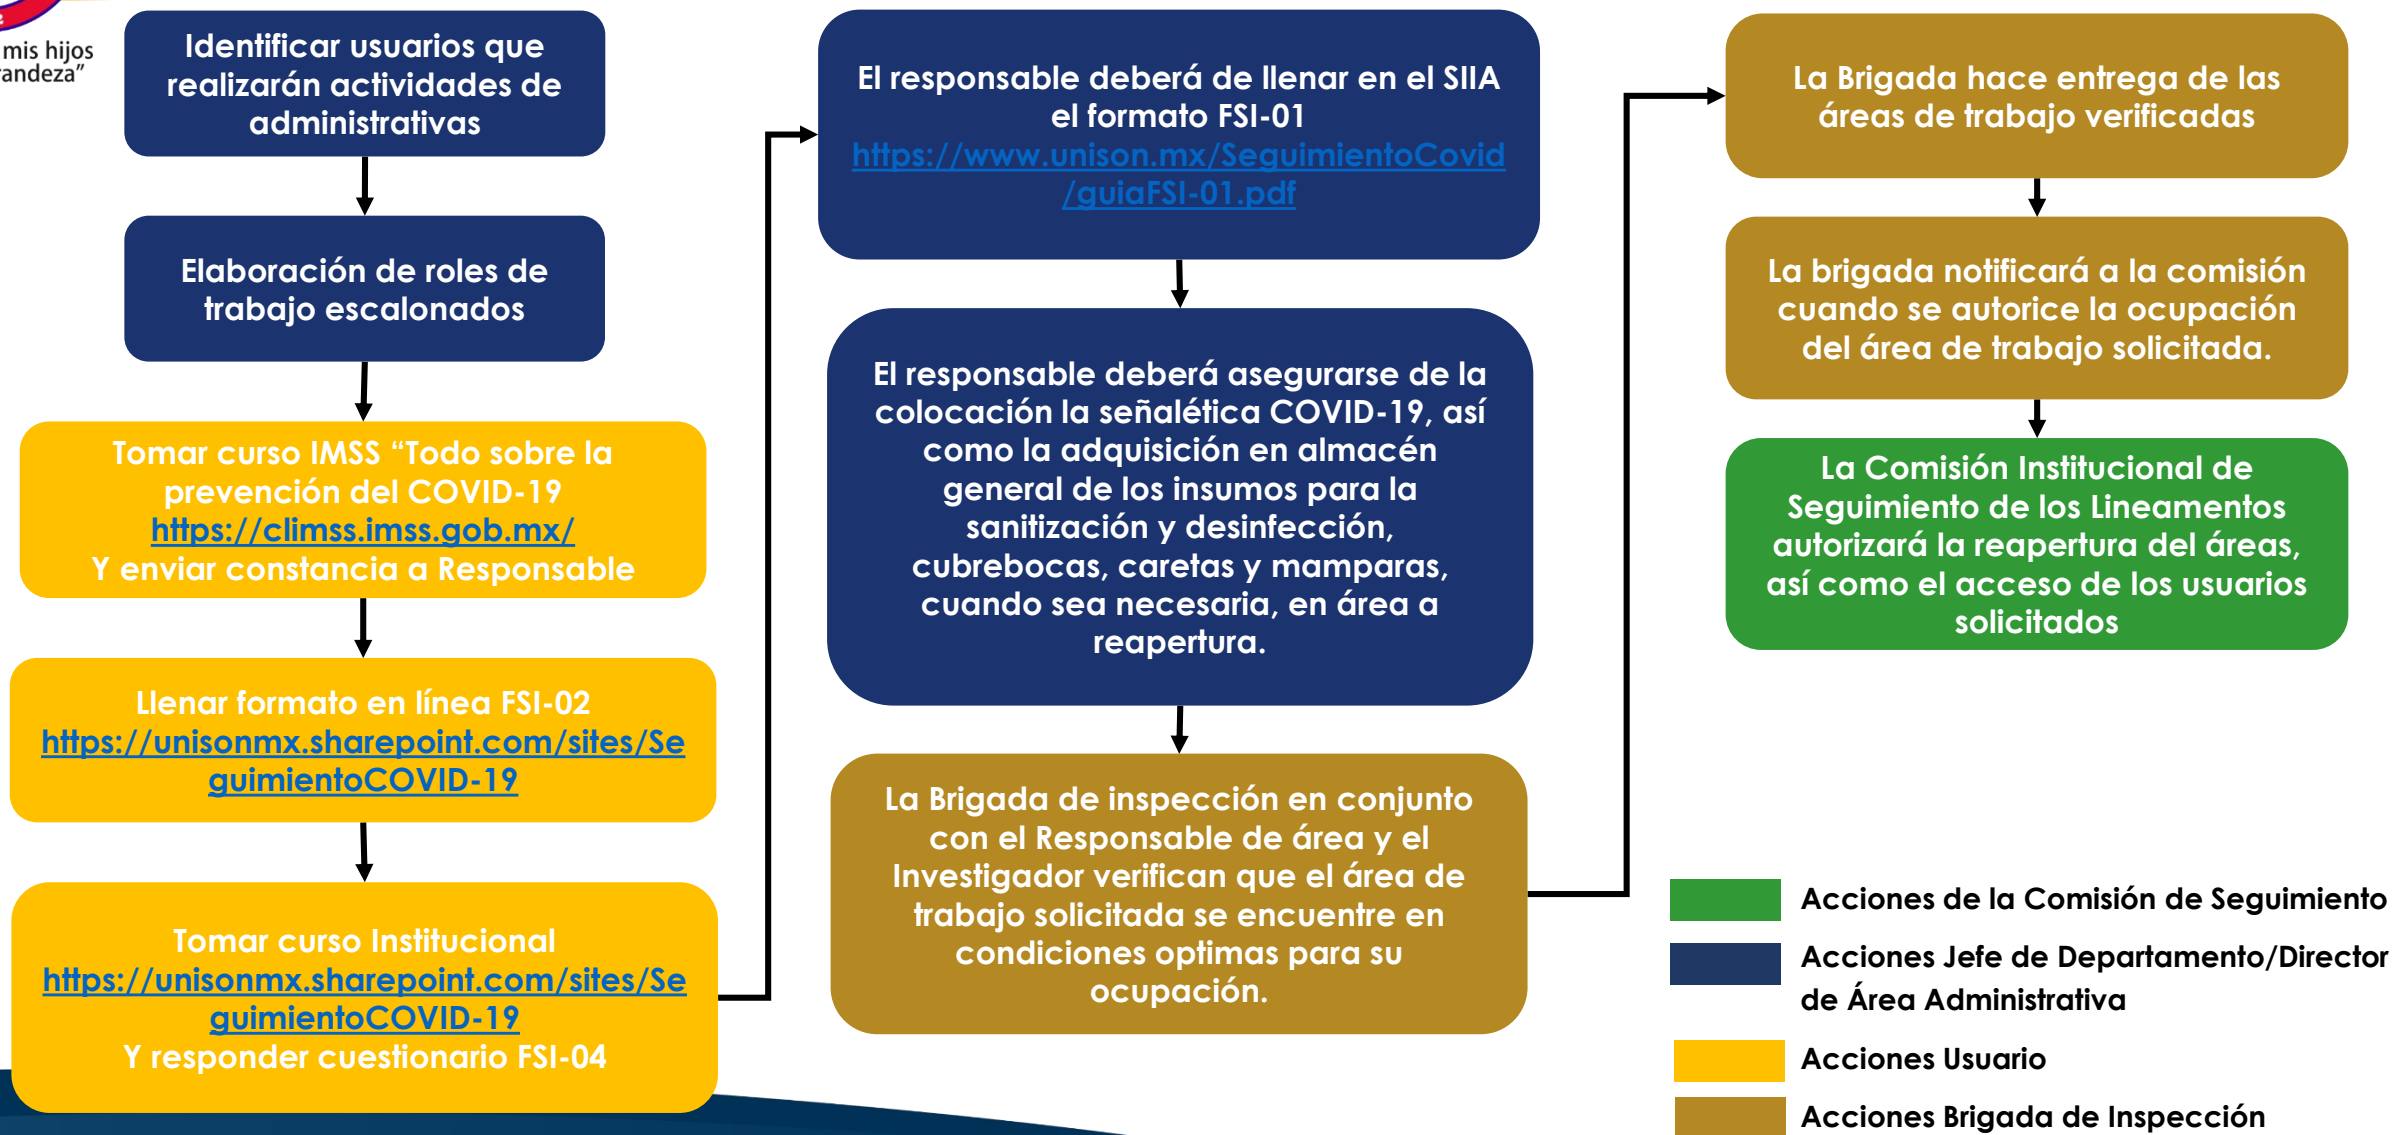 mis hijos
Identificar usuarios que
realizarán actividades de
administrativas
Elaboración de roles de
trabajo escalonados
Tomar curso IMSS “Todo sobre la
prevención del COVID-19
https://climss.imss.gob.mx/
Y enviar constancia a Responsable
Llenar formato en línea FSI-02
https://unisonmx.sharepoint.com/sites/Se
guimientoCOVID-19
Tomar curso Institucional
https://unisonmx.sharepoint.com/sites/Se
guimientoCOVID-19
Y responder cuestionario FSI-04
El responsable deberá de llenar en el SIIA
el formato FSI-01
https://www.unison.mx/SeguimientoCovid
/guiaFSI-01.pdf
El responsable deberá asegurarse de la
colocación la señalética COVID-19, así
como la adquisición en almacén
general de los insumos para la
sanitización y desinfección,
cubrebocas, caretas y mamparas,
cuando sea necesaria, en área a
reapertura.
La Brigada de inspección en conjunto
con el Responsable de área y el
Investigador verifican que el área de
trabajo solicitada se encuentre en
condiciones optimas para su
ocupación.
La Brigada hace entrega de las
áreas de trabajo verificadas
La brigada notificará a la comisión
cuando se autorice la ocupación
del área de trabajo solicitada.
La Comisión Institucional de
Seguimiento de los Lineamentos
autorizará la reapertura del áreas,
así como el acceso de los usuarios
solicitados
Acciones de la Comisión de Seguimiento
Acciones Jefe de Departamento/Director
de Área Administrativa
Acciones Usuario
Acciones Brigada de Inspección